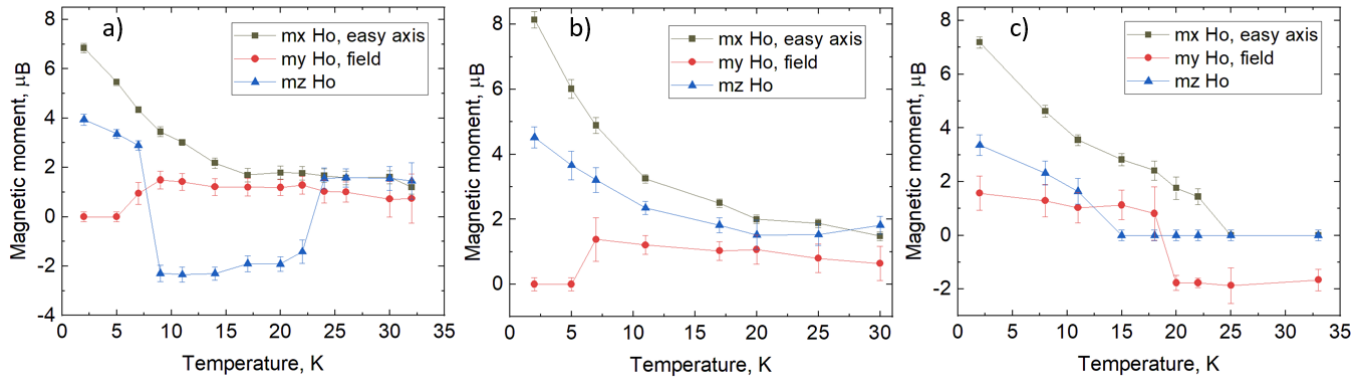 a)
mx Ho, easy axis
my Ho, field
mz Ho
Magnetic moment, μB
8
6
4
2
0
-2
-4
0 5 10 15 20 25 30 35
Temperature, K
b)
mx Ho, easy axis
my Ho, field
mz Ho
Magnetic moment, μB
8
6
4
2
0
0 5 10 15 20 25 30
Temperature, K
c)
mx Ho, easy axis
my Ho, field
mz Ho
Magnetic moment, μB
8
6
4
2
0
-2
0 5 10 15 20 25 30 35
Temperature, K